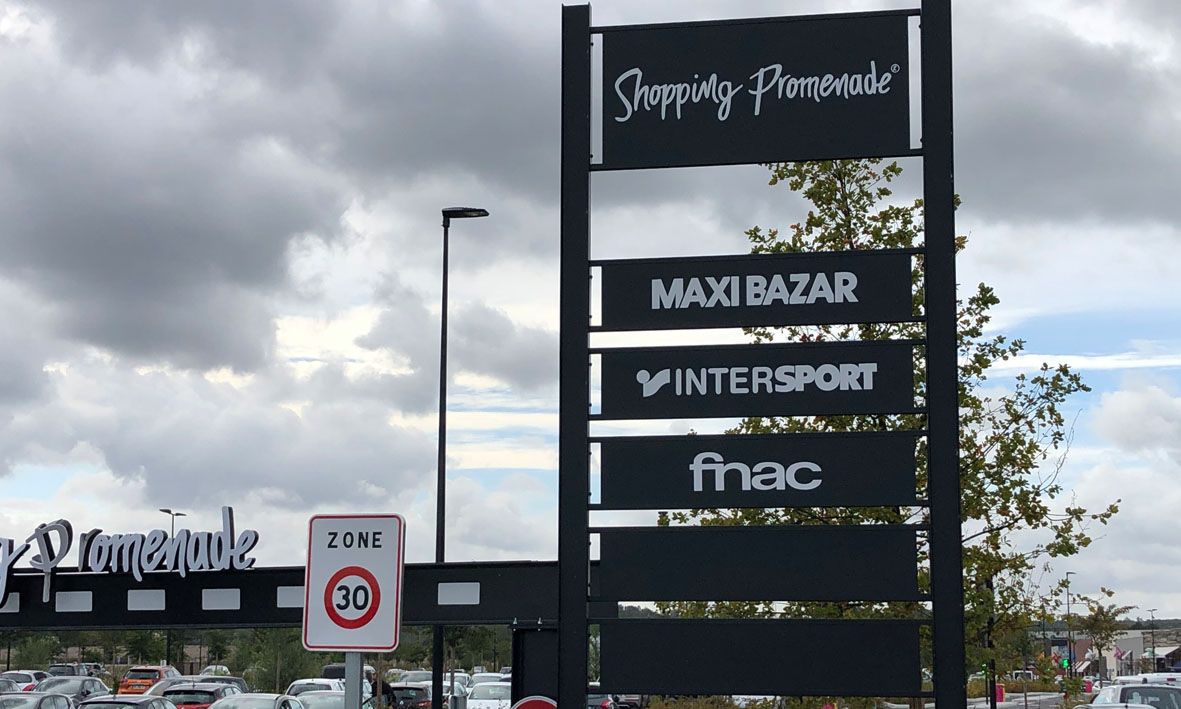 Shopping Promenade®
MAXI BAZAR
INTERSPORT
fnac
Promenade
ZONE
30